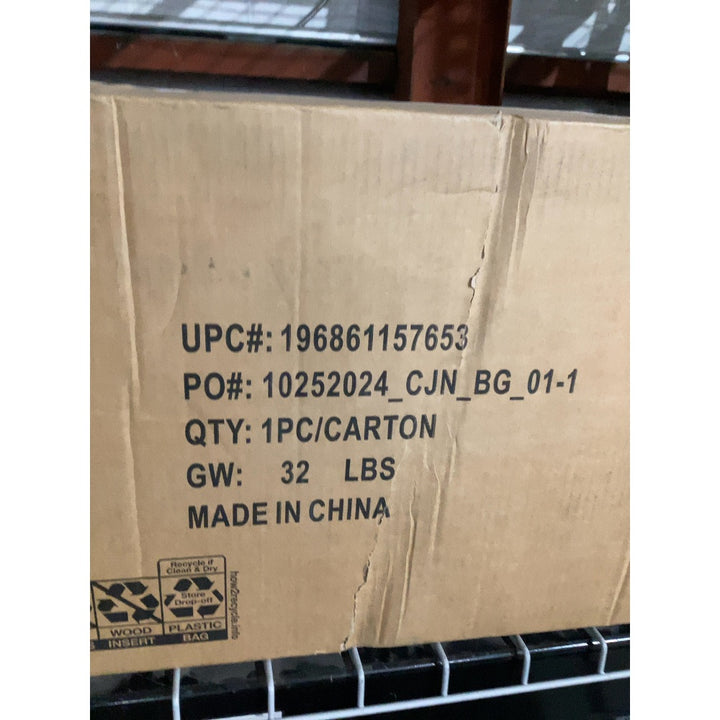 UPC#: 196861157653
PO#: 10252024_CJN_BG_01-1
QTY: 1PC/CARTON
GW: 32 LBS
MADE IN CHINA
Recycle if
Clean & Dry
Store
Drop-off
WOOD
INSERT
PLASTIC
BAG
how2recycle.info